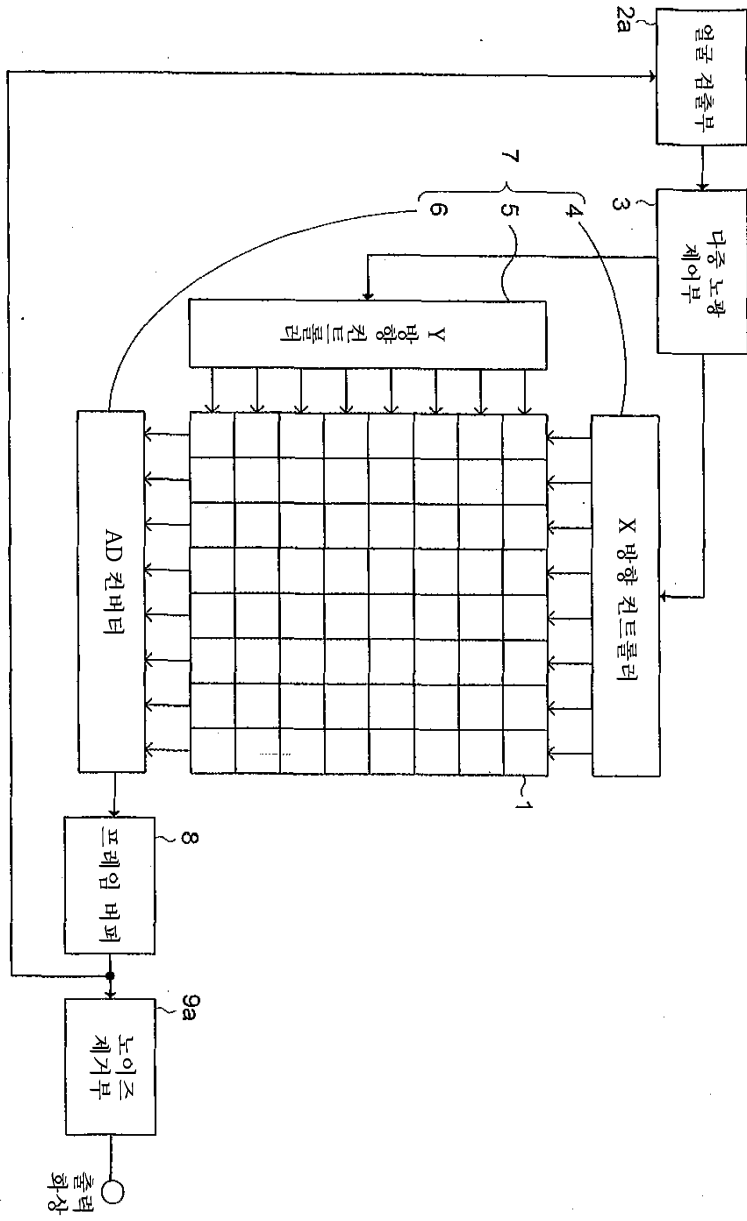 2a
얼굴 검출부
3
다중 노광
제어부
7
4
5
6
Y 방향 컨트롤러
X 방향 컨트롤러
AD 컨버터
1
8
프레임 버퍼
9a
노이즈
제거부
출력
화상